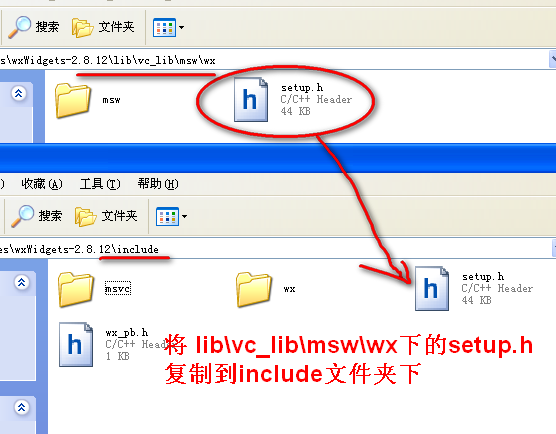 搜索 文件夹
s\wxWidgets-2.8.12\lib\vc_lib\msw\wx
msw
setup.h
C/C++ Header
44 KB
) 收藏(A) 工具(T) 帮助(H)
搜索 文件夹
es\wxWidgets-2.8.12\include
msvc
wx
setup.h
C/C++ Header
44 KB
wx_pb.h
C/C++ Head
1 KB
将 lib\vc_lib\msw\wx下的setup.h
复制到include文件夹下